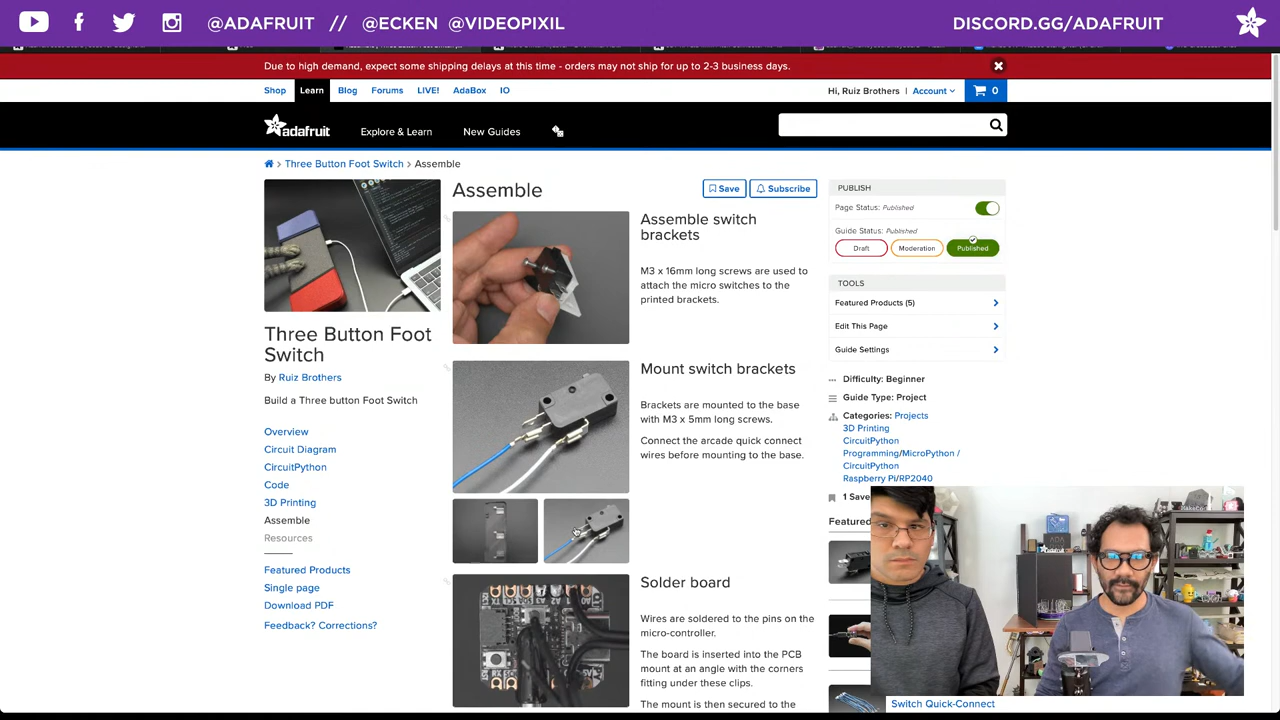 @ADAFRUIT // @ECKEN @VIDEOPIXIL
DISCORD.GG/ADAFRUIT
Due to high demand, expect some shipping delays at this time - orders may not ship for up to 2-3 business days.
Shop Learn Blog Forums LIVE! AdaBox IO
Hi, Ruiz Brothers | Account
0
adafruit Explore & Learn New Guides
Three Button Foot Switch > Assemble
Three Button Foot Switch
By Ruiz Brothers
Build a Three button Foot Switch
Overview
Circuit Diagram
CircuitPython
Code
3D Printing
Assemble
Resources
Featured Products
Single page
Download PDF
Feedback? Corrections?
Assemble
Save
Subscribe
Assemble switch
brackets
M3 x 16mm long screws are used to
attach the micro switches to the
printed brackets.
Mount switch brackets
Brackets are mounted to the base
with M3 x 5mm long screws.
Connect the arcade quick connect
wires before mounting to the base.
Solder board
Wires are soldered to the pins on the
micro-controller.
The board is inserted into the PCB
mount at an angle with the corners
fitting under these clips.
The mount is then secured to the
PUBLISH
Page Status: Published
Guide Status: Published
Draft Moderation Published
TOOLS
Featured Products (5)
Edit This Page
Guide Settings
Difficulty: Beginner
Guide Type: Project
Categories: Projects
3D Printing
CircuitPython
Programming/MicroPython /
CircuitPython
Raspberry Pi/RP2040
1 Save
Featured
Switch Quick-Connect